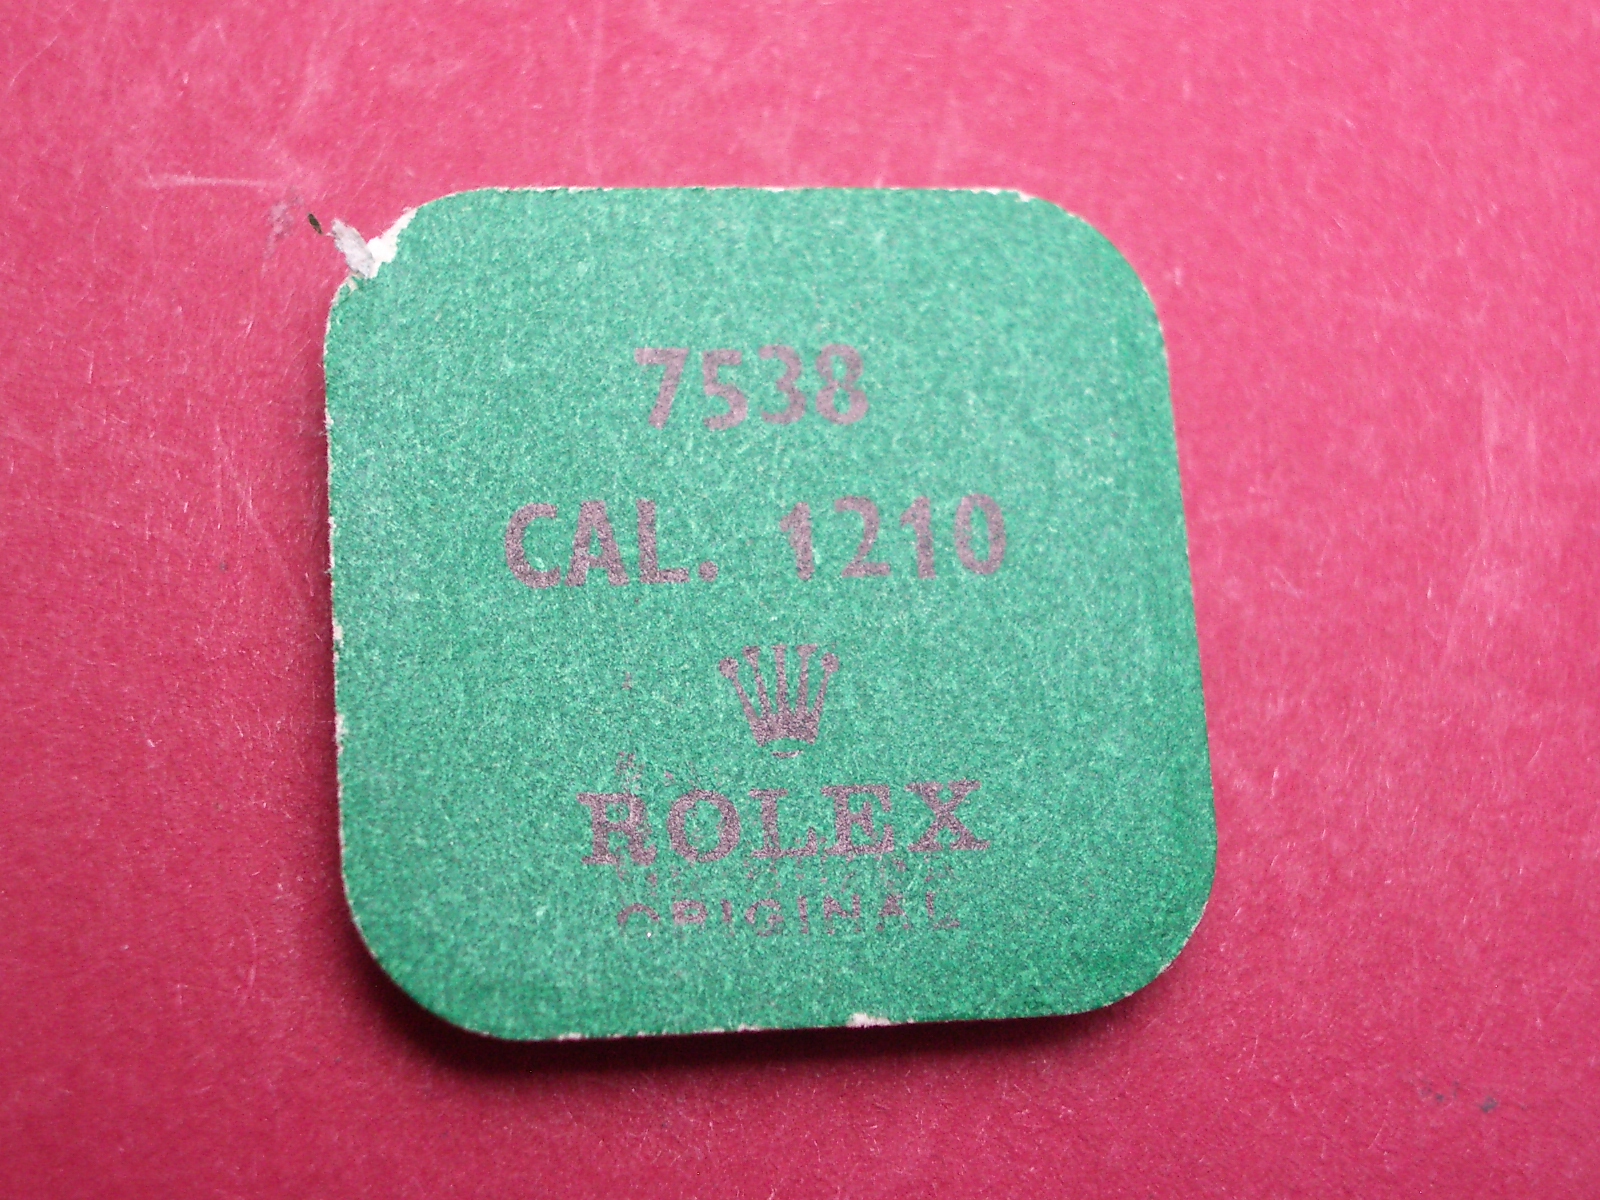 7538
CAL. 1210
ROLEX
ORIGINAL